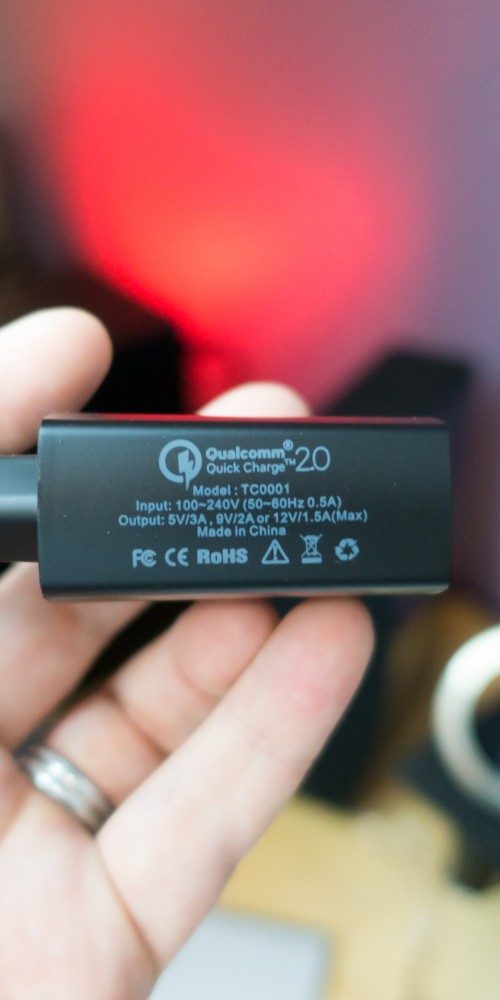 Qualcomm® 2.0
Quick Charge™
Model : TC0001
Input: 100~240V (50~60Hz 0.5A)
Output: 5V/3A , 9V/2A or 12V/1.5A(Max)
Made in China
FC CE RoHS